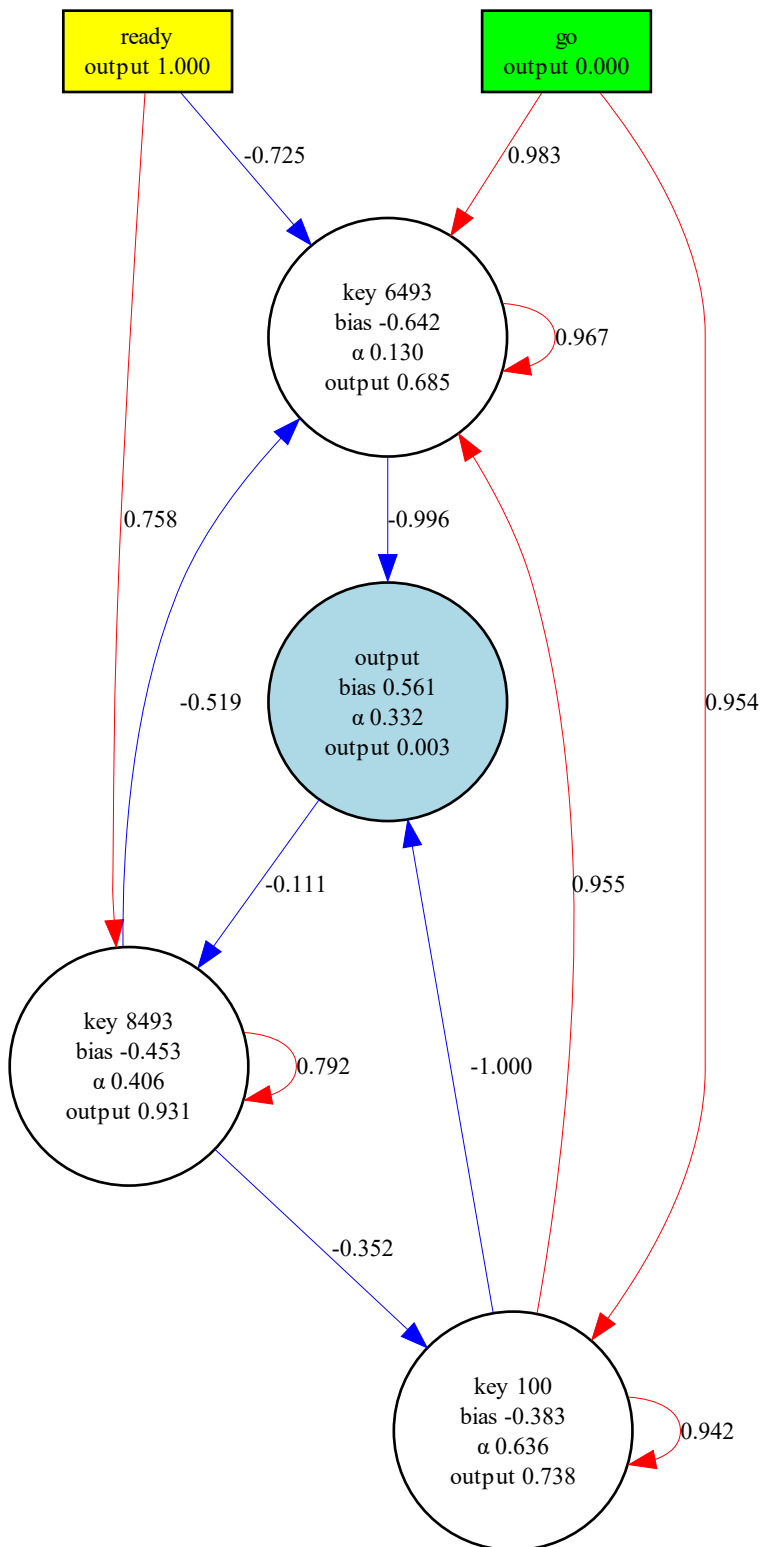 ready
output 1.000
go
output 0.000
-0.725
0.983
key 6493
bias -0.642
α 0.130
output 0.685
0.967
0.758
-0.996
-0.519
output
bias 0.561
α 0.332
output 0.003
0.954
-0.111
0.955
key 8493
bias -0.453
α 0.406
output 0.931
0.792
-1.000
-0.352
key 100
bias -0.383
α 0.636
output 0.738
0.942